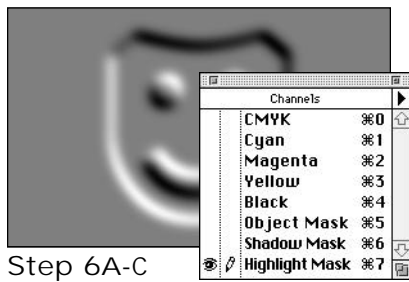 Channels
CMYK ⌘0
Cyan ⌘1
Magenta ⌘2
Yellow ⌘3
Black ⌘4
Object Mask ⌘5
Shadow Mask ⌘6
Highlight Mask ⌘7
Step 6A-C